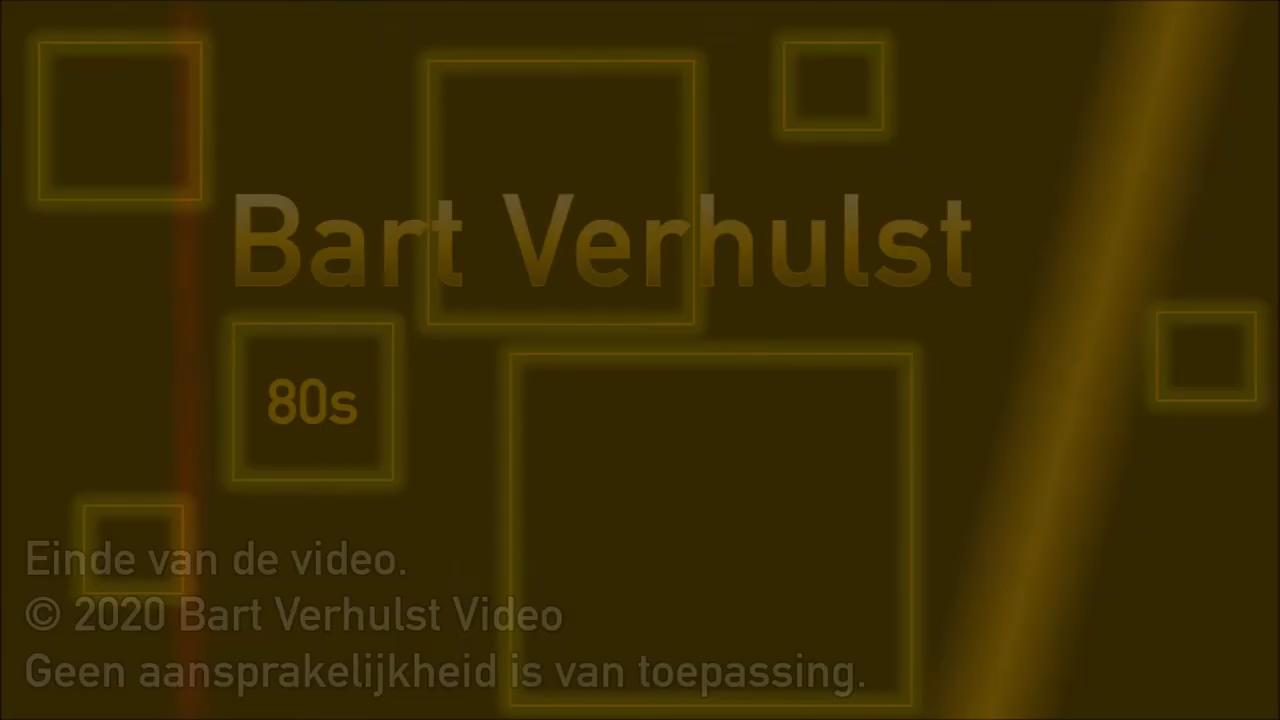 Bart Verhulst
80s
Einde van de video.
© 2020 Bart Verhulst Video
Geen aansprakelijkheid is van toepassing.